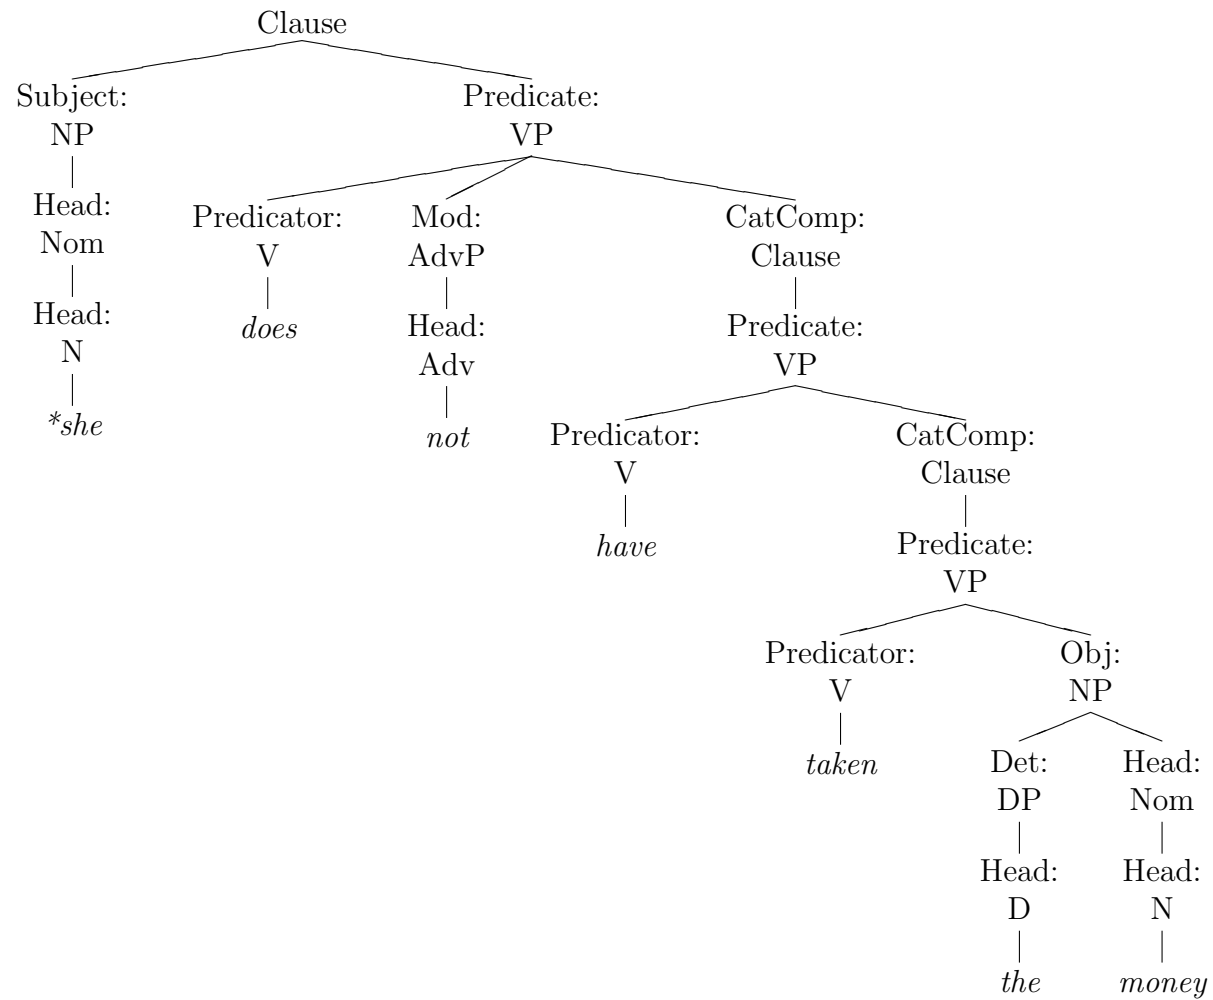 Clause
Subject: Predicate:
NP VP
Head: Predicator: Mod: CatComp:
Nom V AdvP Clause
Head: does Head: Predicate:
N Adv VP
*she not Predicator: CatComp:
V Clause
have Predicate:
VP
Predicator: Obj:
V NP
taken Det: Head:
DP Nom
Head: Head:
D N
the money